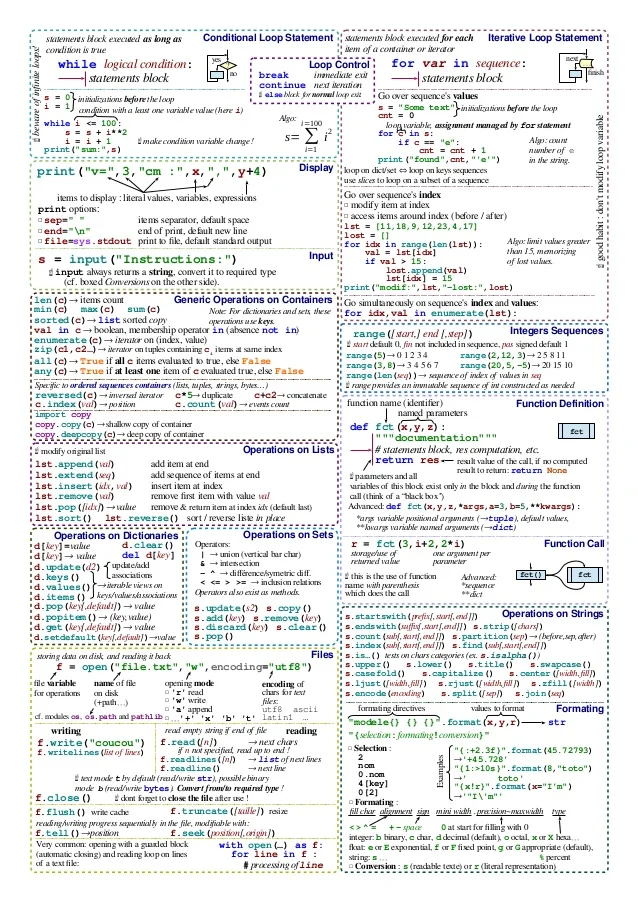 statements block executed as long as
condition is true
Conditional Loop Statement
while logical condition:
statements block
yes
no
☝ beware of infinite loops!
s = 0
i = 1
initializations before the loop
condition with a least one variable value (here i)
while i <= 100:
s = s + i**2
i = i + 1
☝ make condition variable change !
print("sum:",s)
Algo:
i=100
s= ∑ i²
i=1
Loop Control
break immediate exit
continue next iteration
☝ else block for normal loop exit.
Display
print("v=",3,"cm :",x,",",y+4)
items to display : literal values, variables, expressions
print options:
□ sep=" " items separator, default space
□ end="\n" end of print, default new line
□ file=sys.stdout print to file, default standard output
Input
s = input("Instructions:")
☝ input always returns a string, convert it to required type
(cf. boxed Conversions on the other side).
Generic Operations on Containers
len(c)→ items count
min(c) max(c) sum(c)
Note: For dictionaries and sets, these
operations use keys.
sorted(c)→ list sorted copy
val in c→ boolean, membership operator in (absence not in)
enumerate(c)→ iterator on (index, value)
zip(c1,c2…)→ iterator on tuples containing ci items at same index
all(c)→ True if all c items evaluated to true, else False
any(c)→ True if at least one item of c evaluated true, else False
Specific to ordered sequences containers (lists, tuples, strings, bytes…)
reversed(c)→ inversed iterator c*5→ duplicate c+c2→ concatenate
c.index(val)→ position c.count(val)→ events count
import copy
copy.copy(c)→ shallow copy of container
copy.deepcopy(c)→ deep copy of container
Operations on Lists
☝ modify original list
lst.append(val) add item at end
lst.extend(seq) add sequence of items at end
lst.insert(idx,val) insert item at index
lst.remove(val) remove first item with value val
lst.pop([idx])→value remove & return item at index idx (default last)
lst.sort() lst.reverse() sort / reverse liste in place
Operations on Dictionaries
d[key]=value d.clear()
d[key]→ value del d[key]
d.update(d2) update/add
associations
d.keys()
d.values()
d.items()
→iterable views on
keys/values/associations
d.pop(key[,default])→ value
d.popitem()→ (key,value)
d.get(key[,default])→ value
d.setdefault(key[,default])→value
Operations on Sets
Operators:
| → union (vertical bar char)
& → intersection
- ^ → différence/symetric diff.
< <= > >= → inclusion relations
Operators also exist as methods.
s.update(s2) s.copy()
s.add(key) s.remove(key)
s.discard(key) s.clear()
s.pop()
Files
storing data on disk, and reading it back
f = open("file.txt","w",encoding="utf8")
file variable
for operations
name of file
on disk
(+path…)
opening mode
□ 'r' read
□ 'w' write
□ 'a' append
□ …'+' 'x' 'b' 't'
encoding of
chars for text
files:
utf8 ascii
latin1 …
cf. modules os, os.path and pathlib
writing
f.write("coucou")
f.writelines(list of lines)
read empty string if end of file reading
f.read([n]) → next chars
if n not specified, read up to end !
f.readlines([n]) → list of next lines
f.readline() → next line
☝ text mode t by default (read/write str), possible binary
mode b (read/write bytes). Convert from/to required type !
f.close() ☝ dont forget to close the file after use !
f.flush() write cache f.truncate([taille]) resize
reading/writing progress sequentially in the file, modifiable with:
f.tell()→position f.seek(position[,origin])
Very common: opening with a guarded block
(automatic closing) and reading loop on lines
of a text file:
with open(…) as f:
for line in f :
# processing of line
statements block executed for each
item of a container or iterator
Iterative Loop Statement
for var in sequence:
statements block
next
finish
Go over sequence's values
s = "Some text"
cnt = 0
initializations before the loop
loop variable, assignment managed by for statement
for c in s:
if c == "e":
cnt = cnt + 1
print("found",cnt,"'e'")
Algo: count
number of e
in the string.
☝ good habit : don't modify loop variable
loop on dict/set ⇔ loop on keys sequences
use slices to loop on a subset of a sequence
Go over sequence's index
□ modify item at index
□ access items around index (before / after)
lst = [11,18,9,12,23,4,17]
lost = []
for idx in range(len(lst)):
val = lst[idx]
if val > 15:
lost.append(val)
lst[idx] = 15
print("modif:",lst,"-lost:",lost)
Algo: limit values greater
than 15, memorizing
of lost values.
Go simultaneously on sequence's index and values:
for idx,val in enumerate(lst):
Integers Sequences
range([start,] end [,step])
☝ start default 0, fin not included in sequence, pas signed default 1
range(5)→ 0 1 2 3 4 range(2,12,3)→ 2 5 8 11
range(3,8)→ 3 4 5 6 7 range(20,5,-5)→ 20 15 10
range(len(seq))→ sequence of index of values in seq
☝ range provides an immutable sequence of int constructed as needed
Function Definition
function name (identifier)
named parameters
def fct(x,y,z):
"""documentation"""
# statements block, res computation, etc.
return res
result value of the call, if no computed
result to return: return None
fct
☝ parameters and all
variables of this block exist only in the block and during the function
call (think of a "black box")
Advanced: def fct(x,y,z,*args,a=3,b=5,**kwargs):
*args variable positional arguments (→tuple), default values,
**kwargs variable named arguments (→dict)
Function Call
r = fct(3,i+2,2*i)
storage/use of
returned value
one argument per
parameter
☝ this is the use of function
name with parenthesis
which does the call
Advanced:
*sequence
**dict
fct()
fct
Operations on Strings
s.startswith(prefix[,start[,end]])
s.endswith(suffix[,start[,end]]) s.strip([chars])
s.count(sub[,start[,end]]) s.partition(sep)→ (before,sep,after)
s.index(sub[,start[,end]]) s.find(sub[,start[,end]])
s.is…() tests on chars categories (ex. s.isalpha())
s.upper() s.lower() s.title() s.swapcase()
s.casefold() s.capitalize() s.center([width,fill])
s.ljust([width,fill]) s.rjust([width,fill]) s.zfill([width])
s.encode(encoding) s.split([sep]) s.join(seq)
Formatting
formating directives values to format
"modele{} {} {}".format(x,y,r) → str
"{selection:formating!conversion}"
□ Selection :
2
nom
0.nom
4[key]
0[2]
Examples
"{:+2.3f}".format(45.72793)
→'+45.728'
"{1:>10s}".format(8,"toto")
→' toto'
"{x!r}".format(x="I'm")
→'"I\'m"'
□ Formating :
fill char alignment sign mini width.precision~maxwidth type
< > ^ = + - space 0 at start for filling with 0
integer: b binary, c char, d decimal (default), o octal, x or X hexa…
float: e or E exponential, f or F fixed point, g or G appropriate (default),
string: s … % percent
□ Conversion : s (readable texte) or r (literal representation)